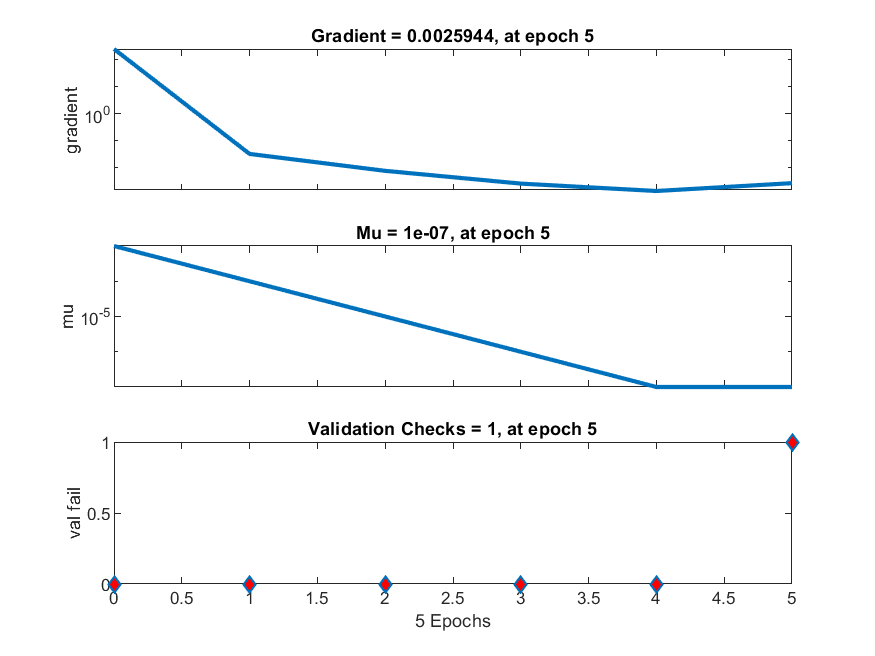 Gradient = 0.0025944, at epoch 5
gradient
10^0
Mu = 1e-07, at epoch 5
mu
10^-5
Validation Checks = 1, at epoch 5
val fail
1
0.5
0
0 0.5 1 1.5 2 2.5 3 3.5 4 4.5 5
5 Epochs